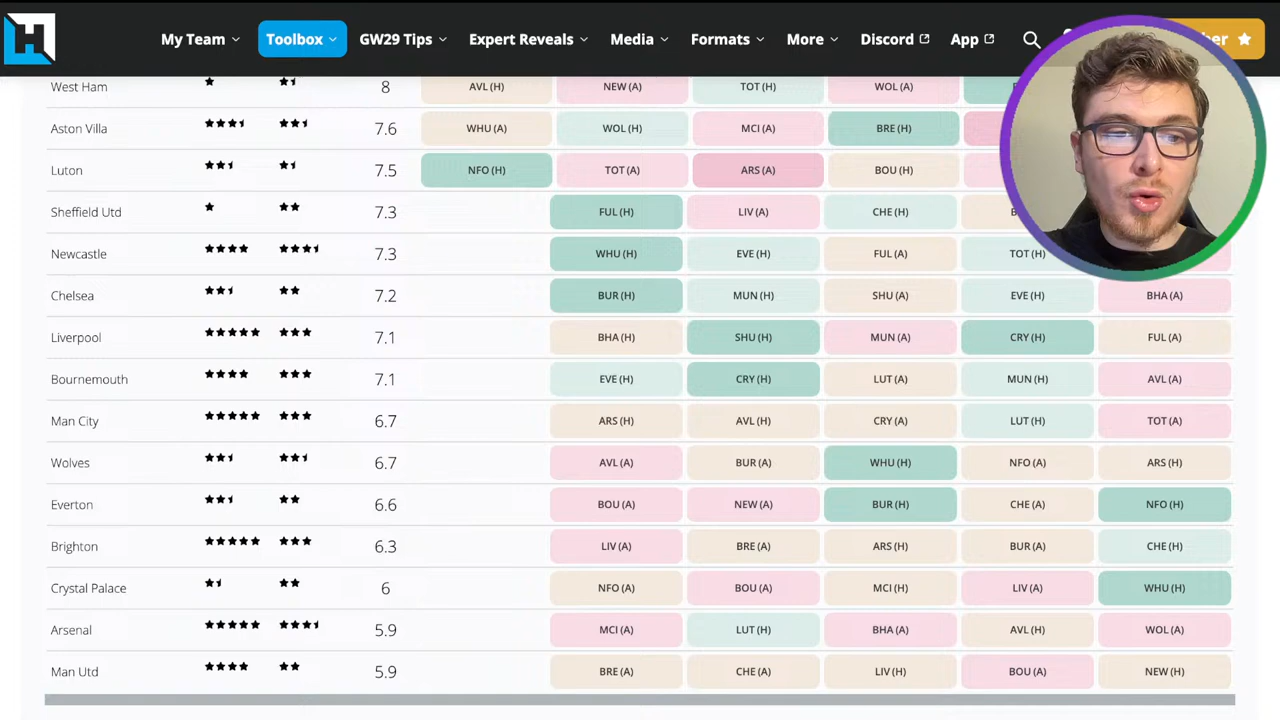 H My Team Toolbox GW29 Tips Expert Reveals Media Formats More Discord App
West Ham 8 AVL (H) NEW (A) TOT (H) WOL (A)
Aston Villa 7.6 WHU (A) WOL (H) MCI (A) BRE (H)
Luton 7.5 NFO (H) TOT (A) ARS (A) BOU (H)
Sheffield Utd 7.3 FUL (H) LIV (A) CHE (H)
Newcastle 7.3 WHU (H) EVE (H) FUL (A) TOT (H)
Chelsea 7.2 BUR (H) MUN (H) SHU (A) EVE (H) BHA (A)
Liverpool 7.1 BHA (H) SHU (H) MUN (A) CRY (H) FUL (A)
Bournemouth 7.1 EVE (H) CRY (H) LUT (A) MUN (H) AVL (A)
Man City 6.7 ARS (H) AVL (H) CRY (A) LUT (H) TOT (A)
Wolves 6.7 AVL (A) BUR (A) WHU (H) NFO (A) ARS (H)
Everton 6.6 BOU (A) NEW (A) BUR (H) CHE (A) NFO (H)
Brighton 6.3 LIV (A) BRE (A) ARS (H) BUR (A) CHE (H)
Crystal Palace 6 NFO (A) BOU (A) MCI (H) LIV (A) WHU (H)
Arsenal 5.9 MCI (A) LUT (H) BHA (A) AVL (H) WOL (A)
Man Utd 5.9 BRE (A) CHE (A) LIV (H) BOU (A) NEW (H)